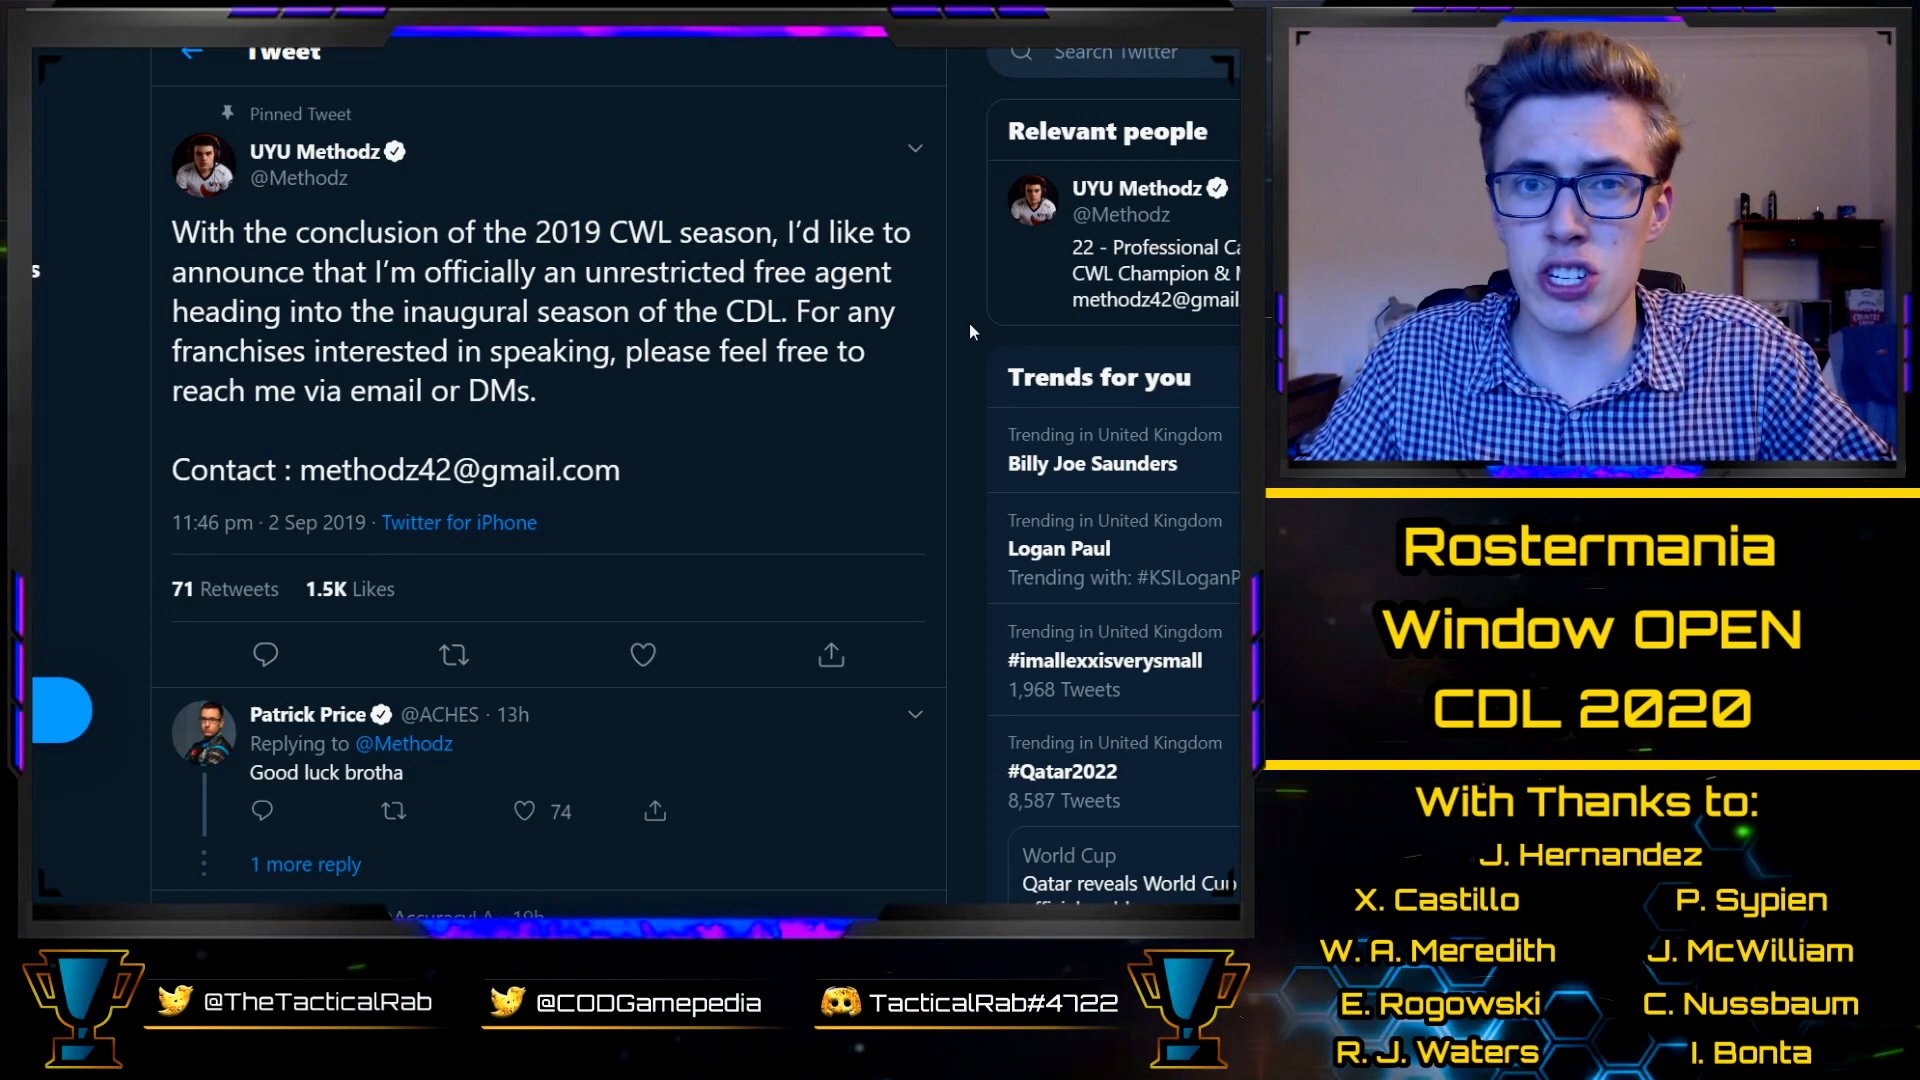 Tweet
Search Twitter
Pinned Tweet
UYU Methodz
@Methodz
With the conclusion of the 2019 CWL season, I'd like to
announce that I'm officially an unrestricted free agent
heading into the inaugural season of the CDL. For any
franchises interested in speaking, please feel free to
reach me via email or DMs.
Contact : methodz42@gmail.com
11:46 pm · 2 Sep 2019 · Twitter for iPhone
71 Retweets 1.5K Likes
Patrick Price @ACHES · 13h
Replying to @Methodz
Good luck brotha
74
1 more reply
s
Relevant people
UYU Methodz
@Methodz
22 - Professional Ca
CWL Champion &
methodz42@gmail
Trends for you
Trending in United Kingdom
Billy Joe Saunders
Trending in United Kingdom
Logan Paul
Trending with: #KSILoganP
Trending in United Kingdom
#imallexxisverysmall
1,968 Tweets
Trending in United Kingdom
#Qatar2022
8,587 Tweets
World Cup
Qatar reveals World Cup
Rostermania
Window OPEN
CDL 2020
With Thanks to:
J. Hernandez
X. Castillo P. Sypien
W. A. Meredith J. McWilliam
E. Rogowski C. Nussbaum
R. J. Waters I. Bonta
@TheTacticalRab @CODGamepedia TacticalRab#4722